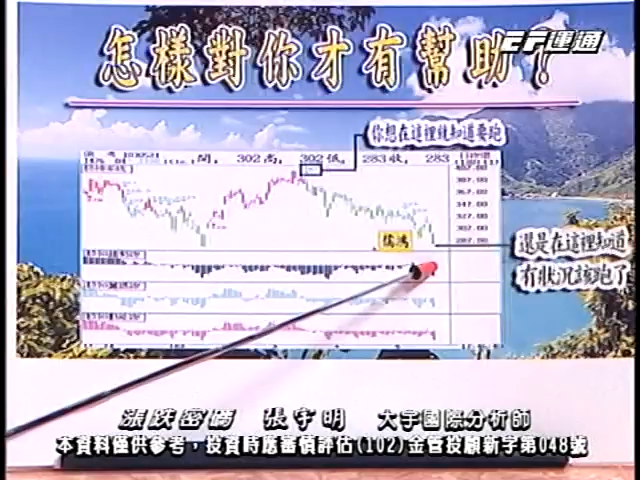 運通
怎樣對你才有幫助！
你想在這裡就知道要跑
開, 302高, 302低, 283收, 283
儒鴻
還是在這裡知道
有狀況該跑了
漲跌密碼 張宇明 大宇國際分析師
本資料僅供參考，投資時應審慎評估(102)金管投顧新字第048號